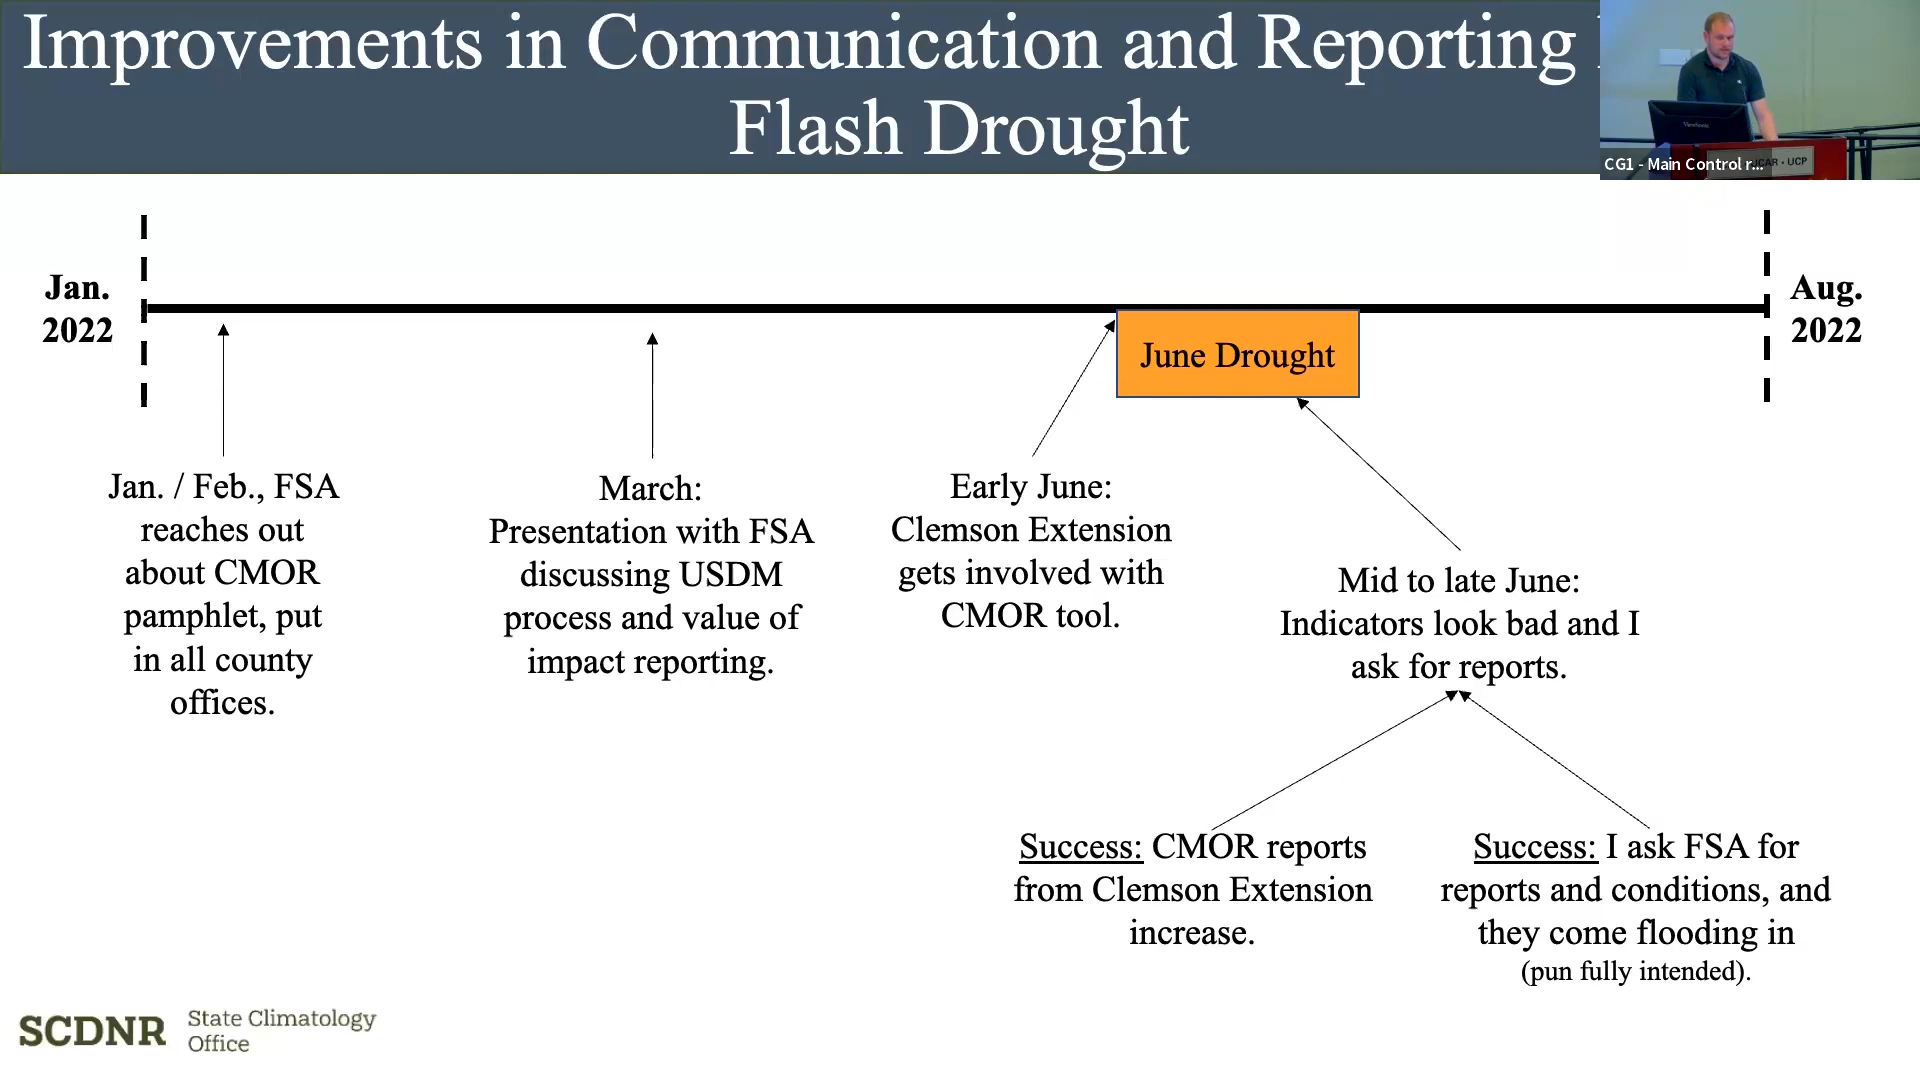 Improvements in Communication and Reporting
Flash Drought
CG1 - Main Control r...
UCAR • UCP
ViewSonic
Jan.
2022
Aug.
2022
June Drought
Jan. / Feb., FSA
reaches out
about CMOR
pamphlet, put
in all county
offices.
March:
Presentation with FSA
discussing USDM
process and value of
impact reporting.
Early June:
Clemson Extension
gets involved with
CMOR tool.
Mid to late June:
Indicators look bad and I
ask for reports.
Success: CMOR reports
from Clemson Extension
increase.
Success: I ask FSA for
reports and conditions, and
they come flooding in
(pun fully intended).
SCDNR
State Climatology
Office